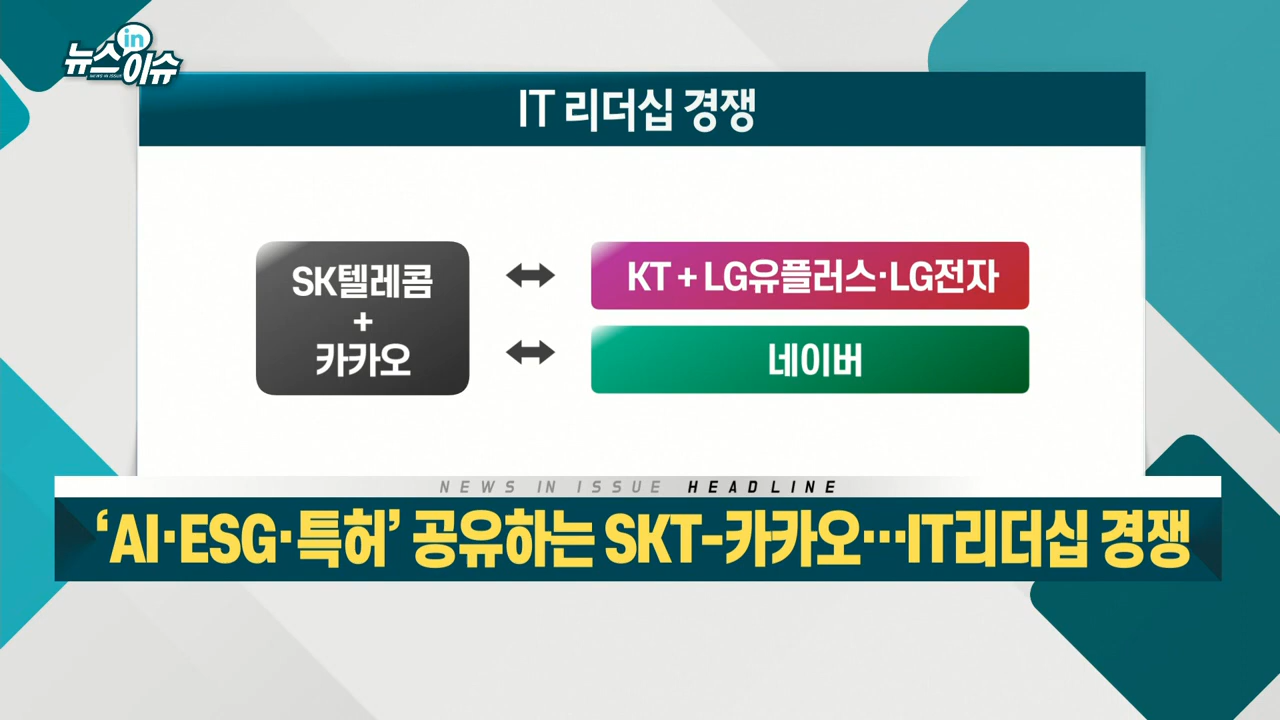 뉴스in이슈
NEWS IN ISSUE
IT 리더십 경쟁
SK텔레콤
+
카카오
KT + LG유플러스·LG전자
네이버
NEWS IN ISSUE HEADLINE
‘AI·ESG·특허’ 공유하는 SKT-카카오…IT리더십 경쟁